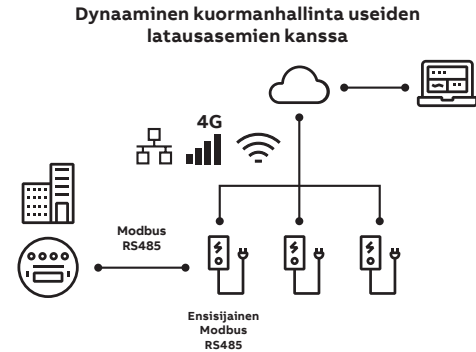 Dynaaminen kuormanhallinta useiden
latausasemien kanssa
4G
Modbus
RS485
Ensisijainen
Modbus
RS485